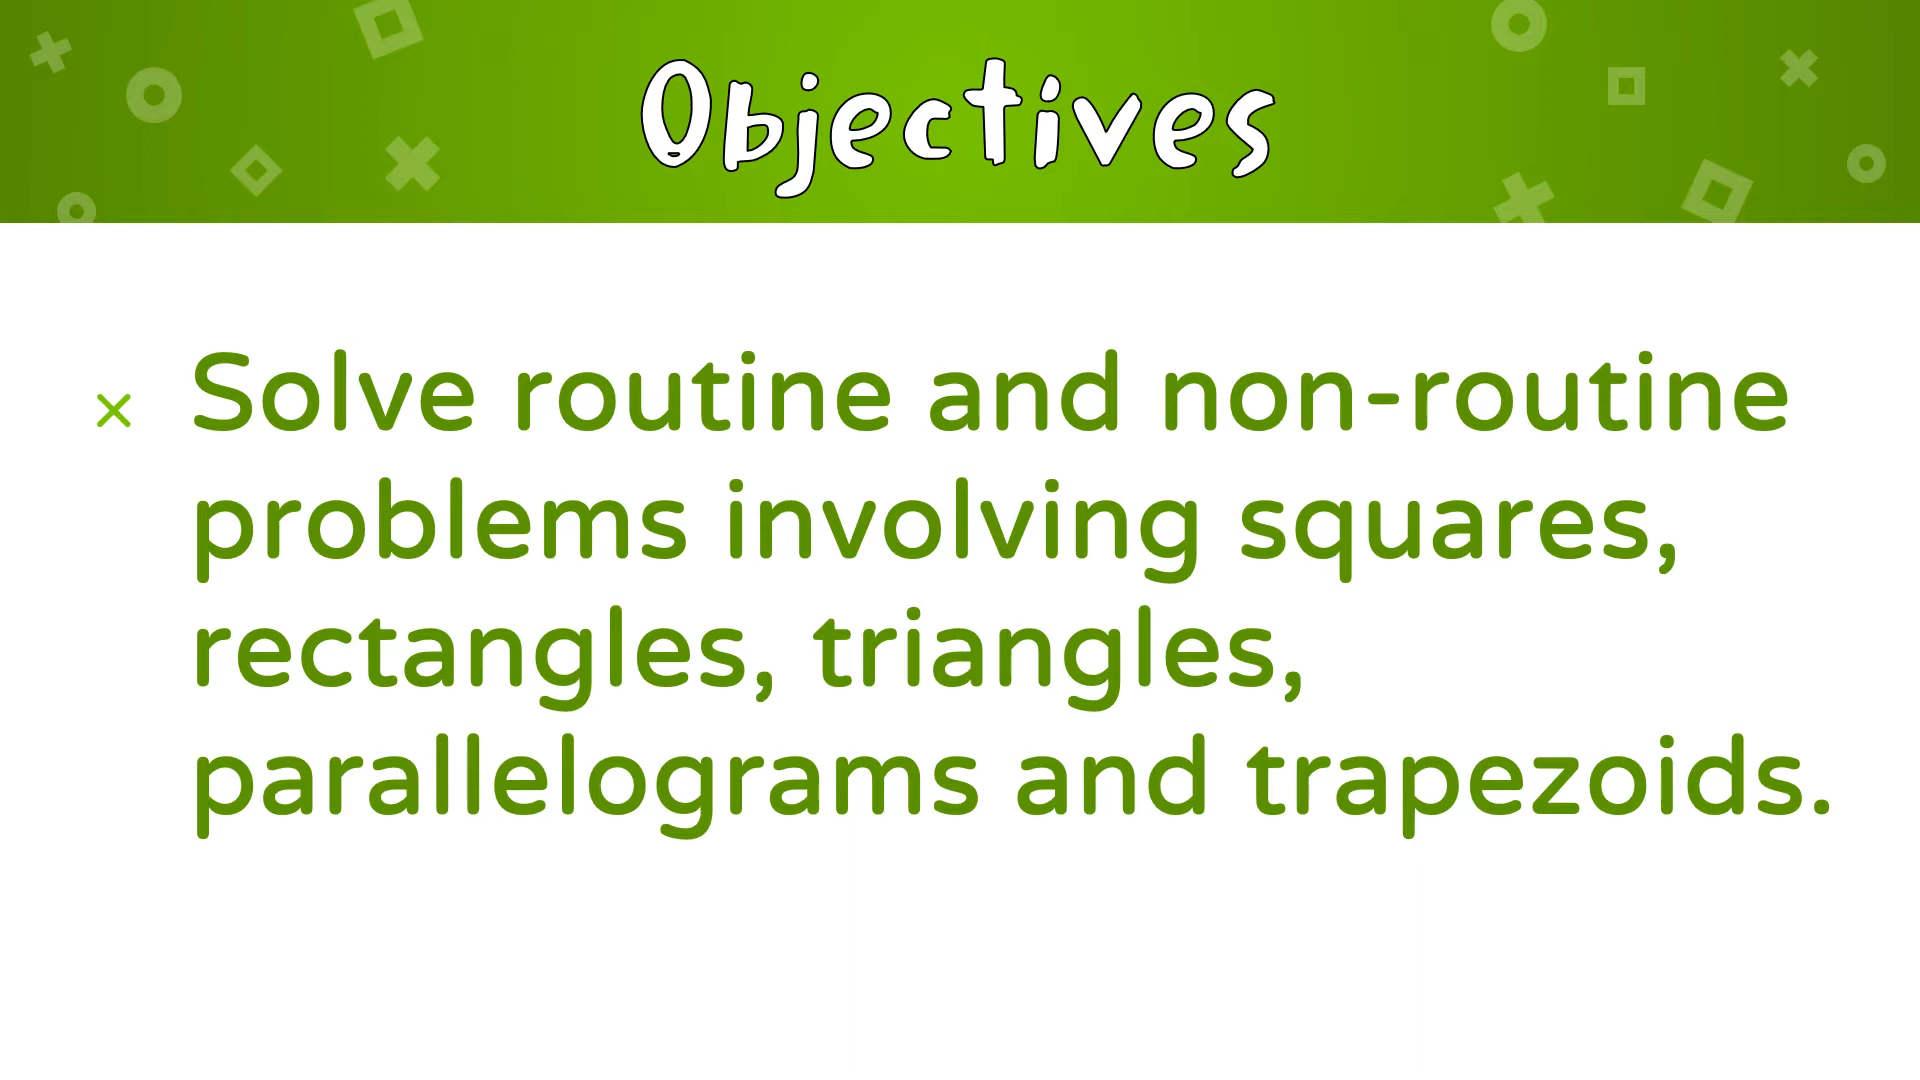 Objectives
Solve routine and non-routine
problems involving squares,
rectangles, triangles,
parallelograms and trapezoids.